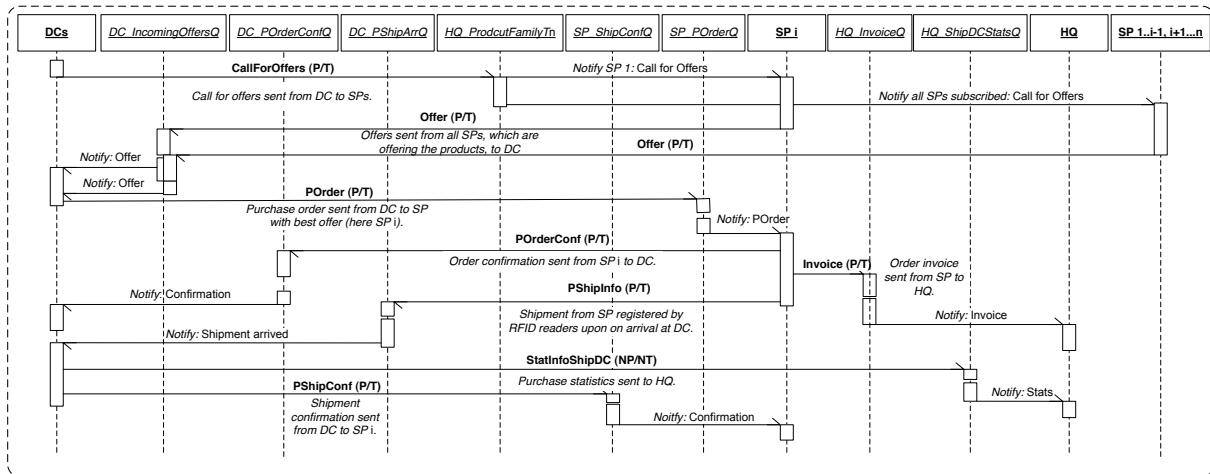 DCs
DC_IncomingOffersQ
DC_POrderConfQ
DC_PShipArrQ
HQ_ProdcutFamilyTn
SP_ShipConfQ
SP_POrderQ
SP i
HQ_InvoiceQ
HQ_ShipDCStatsQ
HQ
SP 1..i-1, i+1...n
CallForOffers (P/T)
Notify SP 1: Call for Offers
Call for offers sent from DC to SPs.
Notify all SPs subscribed: Call for Offers
Offer (P/T)
Offers sent from all SPs, which are
offering the products, to DC
Offer (P/T)
Notify: Offer
Notify: Offer
POrder (P/T)
Purchase order sent from DC to SP
with best offer (here SP i).
Notify: POrder
POrderConf (P/T)
Order confirmation sent from SP i to DC.
Invoice (P/T)
Order invoice
sent from SP to
HQ.
Notify: Confirmation
PShipInfo (P/T)
Shipment from SP registered by
RFID readers upon on arrival at DC.
Notify: Invoice
Notify: Shipment arrived
StatInfoShipDC (NP/NT)
Purchase statistics sent to HQ.
PShipConf (P/T)
Shipment
confirmation sent
from DC to SP i.
Notify: Stats
Noitfy: Confirmation